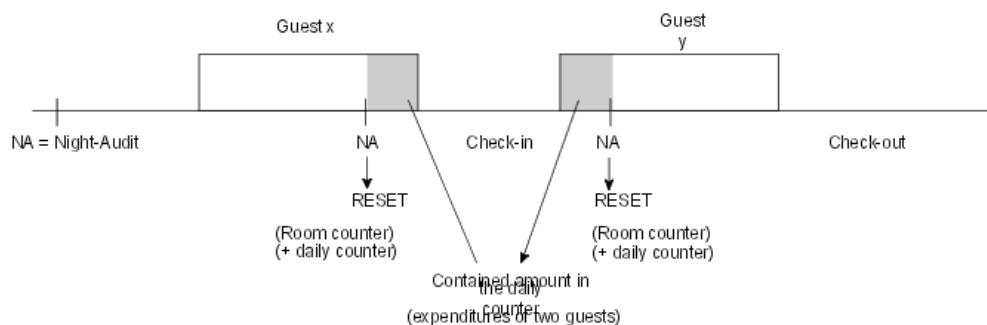 Guest x
Guest
y
NA = Night-Audit
NA
Check-in
NA
Check-out
RESET
RESET
(Room counter)
(+ daily counter)
(Room counter)
(+ daily counter)
Contained amount in
the daily
counter
(expenditures of two guests)